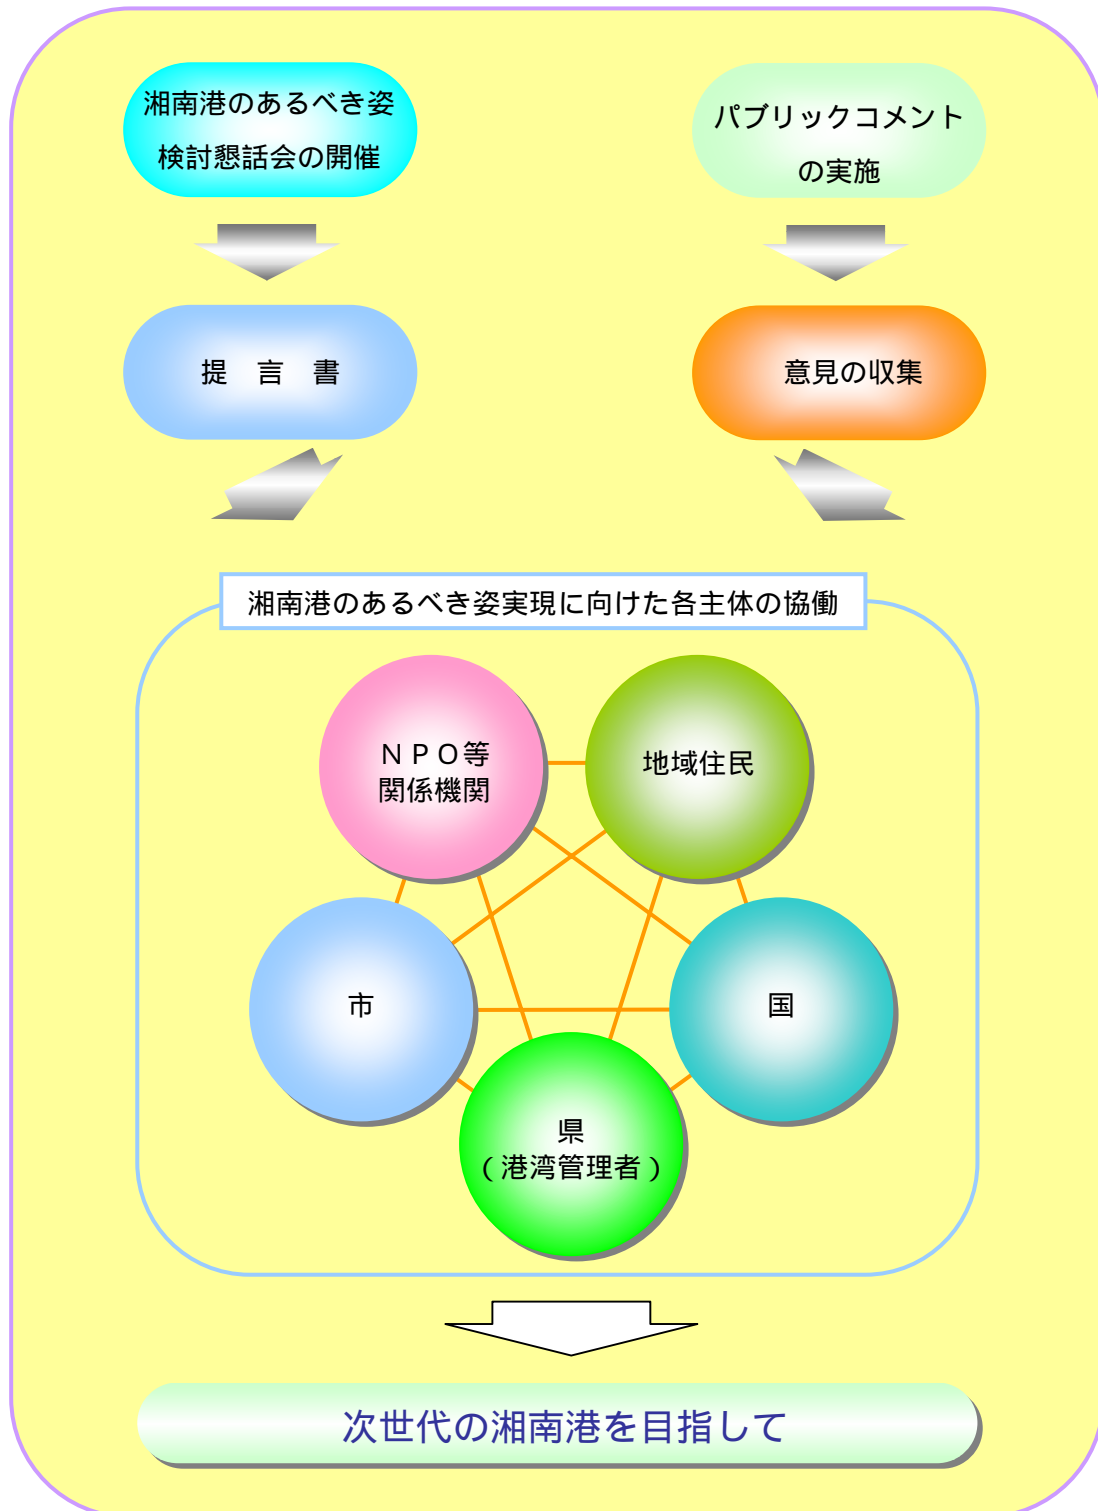 湘南港のあるべき姿
検討懇話会の開催
パブリックコメント
の実施
提　言　書
意見の収集
湘南港のあるべき姿実現に向けた各主体の協働
ＮＰＯ等
関係機関
地域住民
市
国
県
（港湾管理者）
次世代の湘南港を目指して